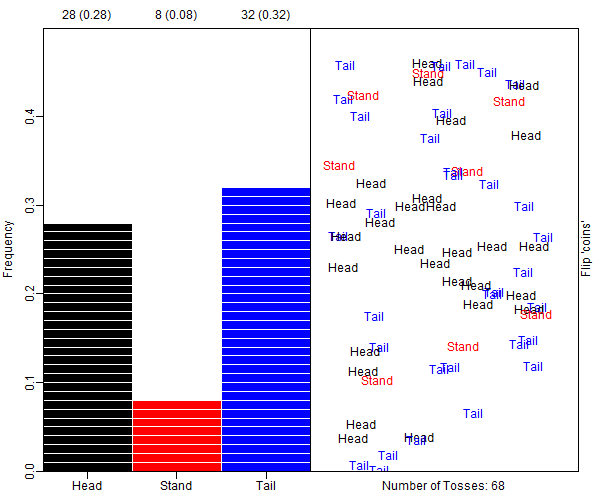 28 (0.28) 8 (0.08) 32 (0.32)
Frequency
0.4
0.3
0.2
0.1
0.0
Head Stand Tail
Tail Head Tail Tail
Stand Tail
Head Tail Head
Tail Stand Stand
Tail Tail Head
Tail Head
Stand Tail Stand
Head Tail Tail
Head Tail Head Head Head Tail
Head
Tail Head Tail
Head Head Head Head
Head Head Tail
Head Head
Tail Tail Head
Head Tail Head
Tail Stand
Tail Stand Tail Tail
Head
Head Tail Tail Tail
Stand
Tail
Head
Head Head Tail
Tail
Tail Tail
Flip 'coins'
Number of Tosses: 68